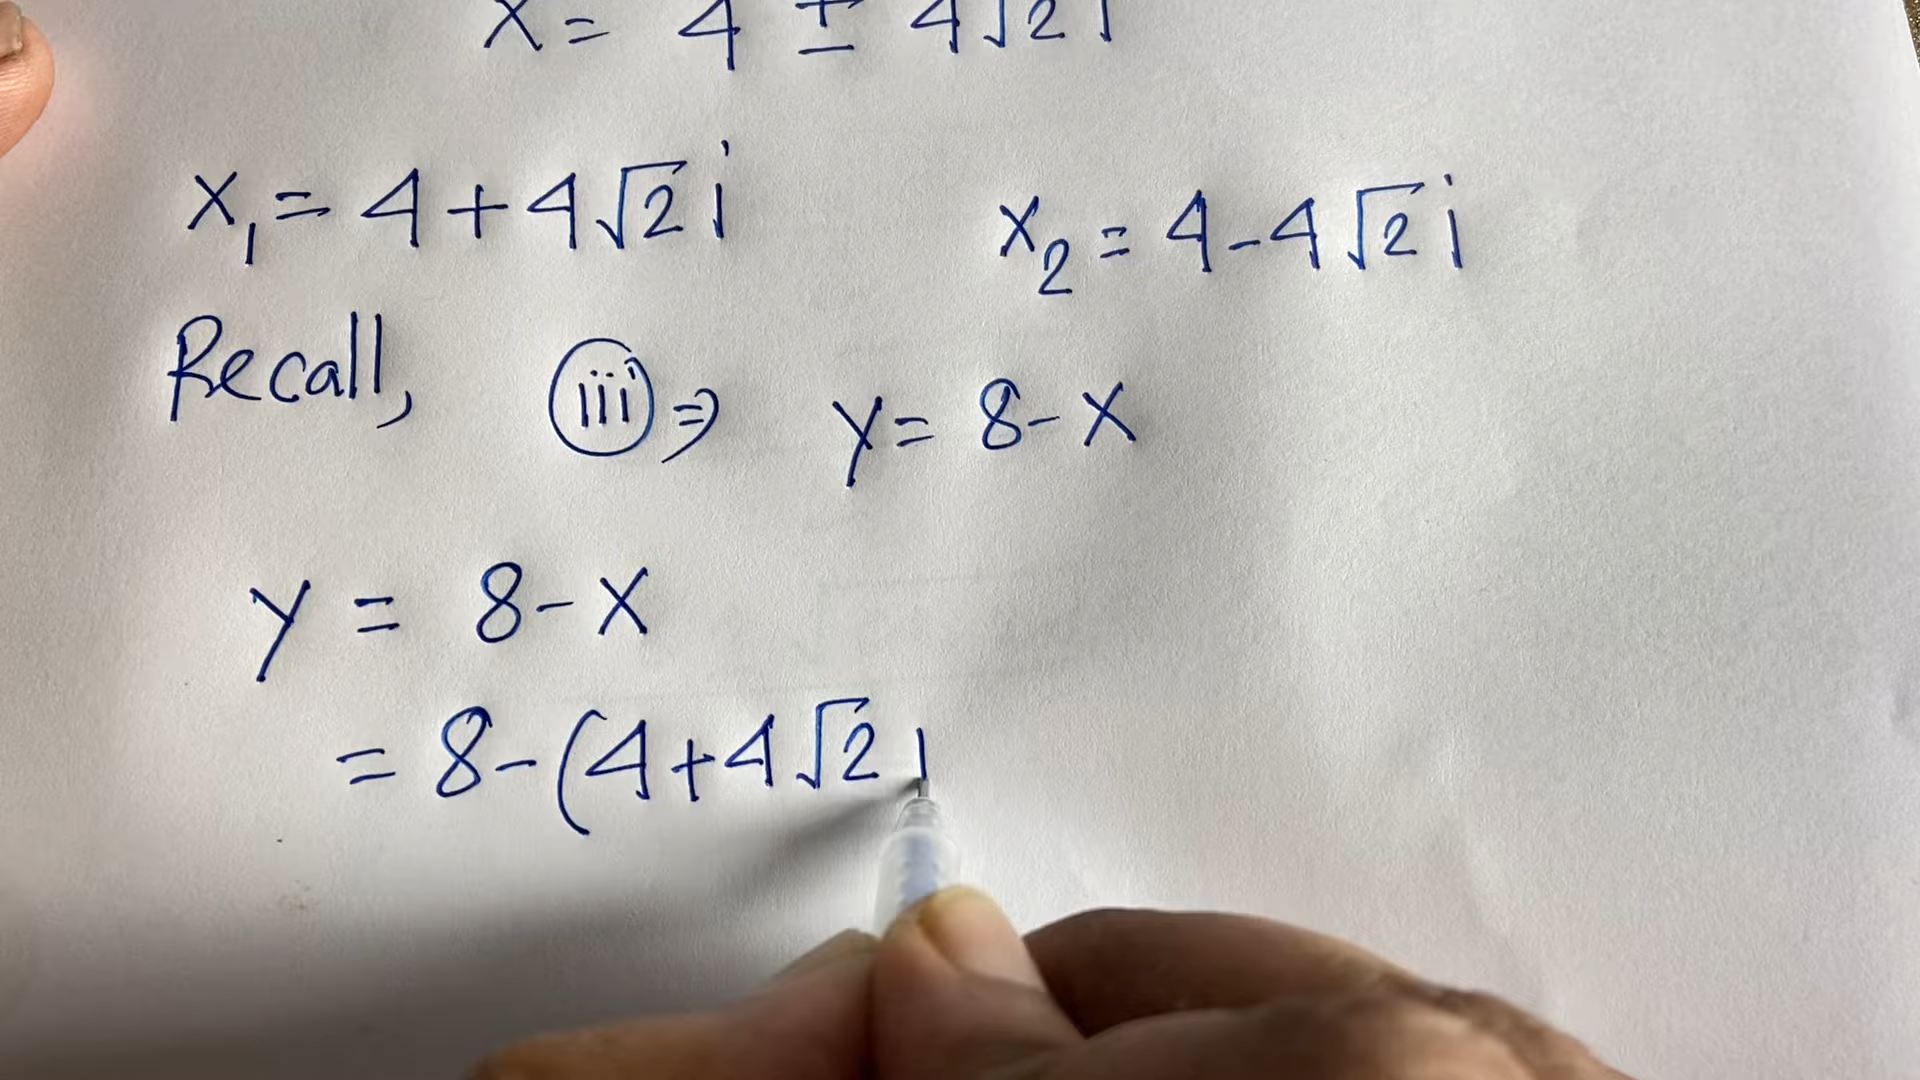 x = 4 ± 4√2 i
x₁ = 4 + 4√2 i
x₂ = 4 - 4√2 i
Recall, (iii) ⇒ y = 8 - x
y = 8 - x
= 8 - (4 + 4√2 i